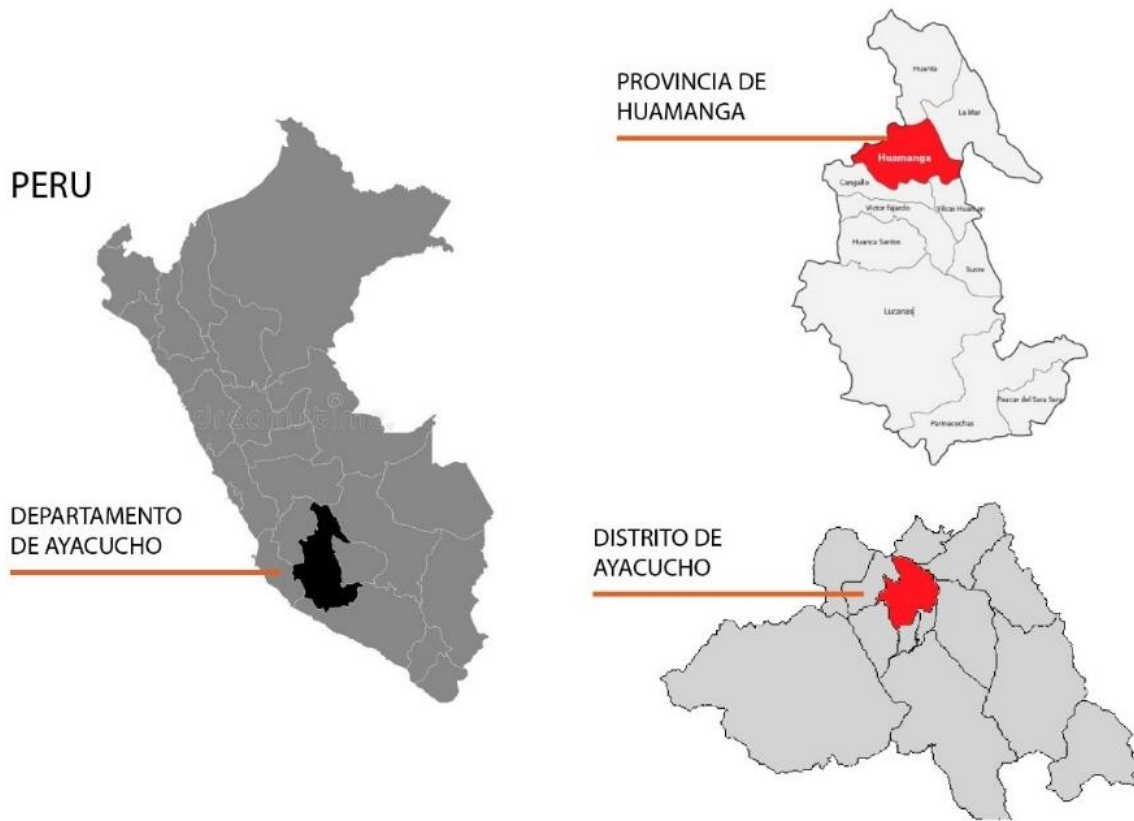 PERU
DEPARTAMENTO
DE AYACUCHO
dreamstime.
PROVINCIA DE
HUAMANGA
Huanta
La Mar
Huamanga
Cangallo
Victor fajardo
Vilcas Huaman
Huanca Santos
Sucre
Lucanas
Paucar del Sara Sara
Parinacochas
DISTRITO DE
AYACUCHO